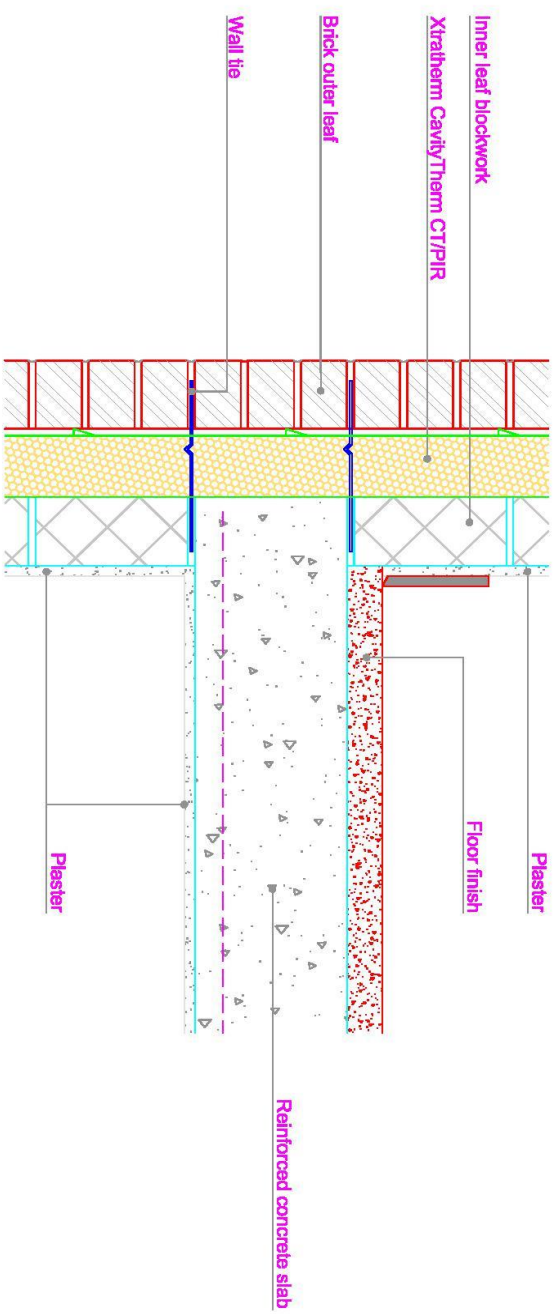 Inner leaf blockwork
Xtratherm CavityTherm CT/PIR
Brick outer leaf
Wall tie
Plaster
Floor finish
Plaster
Reinforced concrete slab